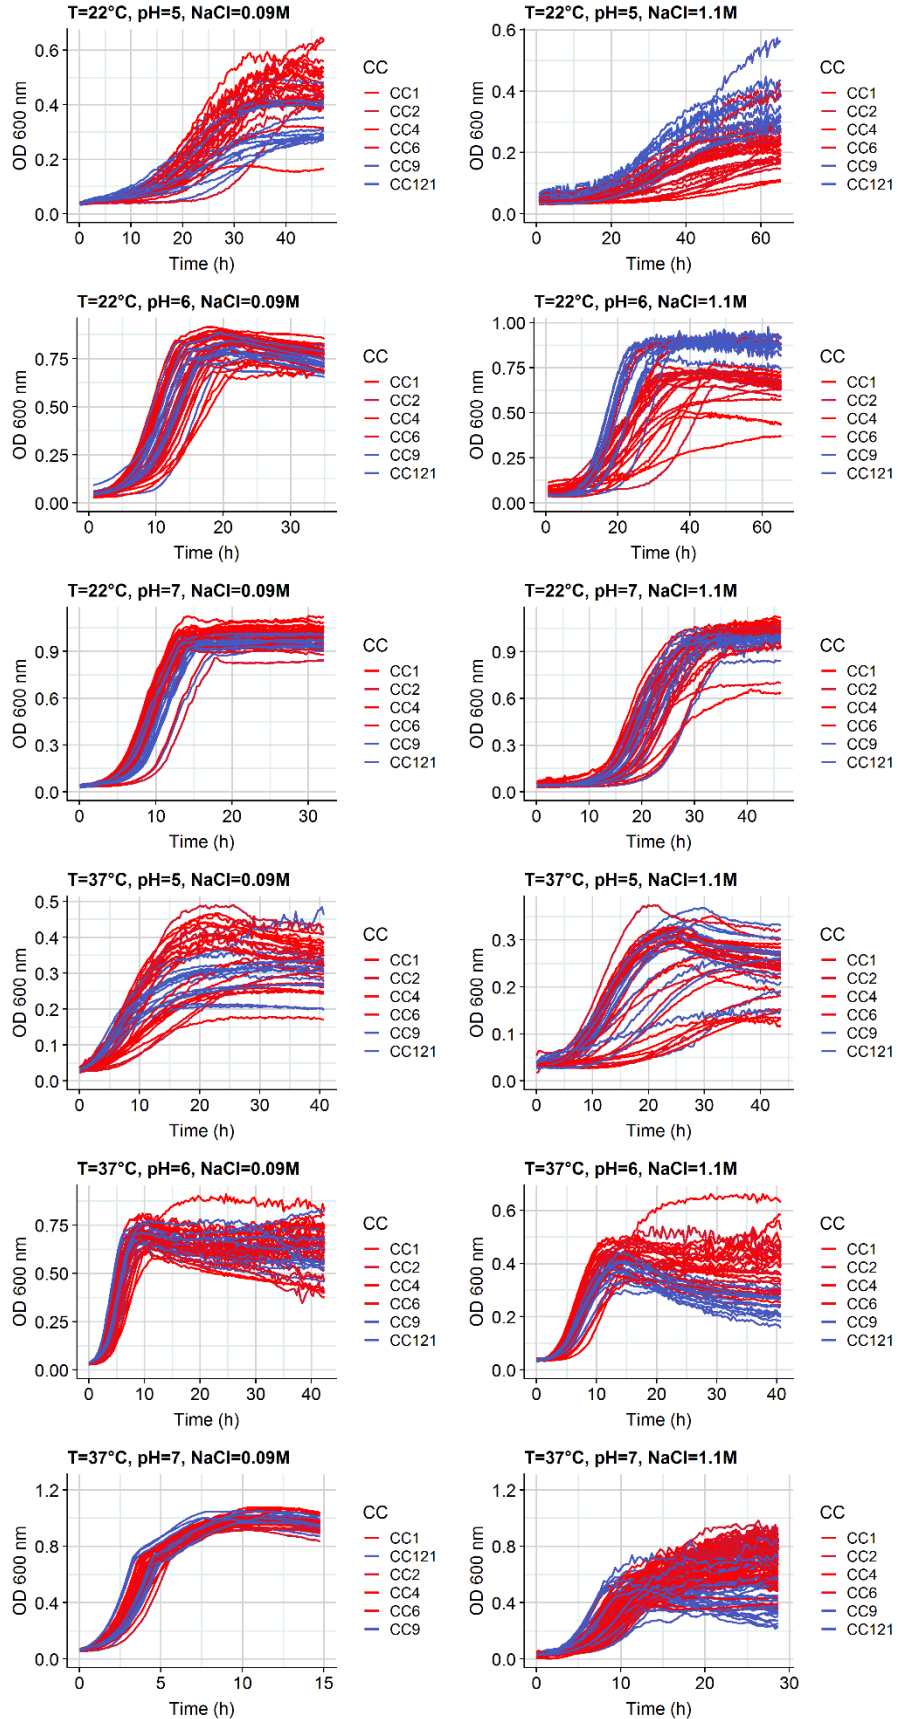 T=22°C, pH=5, NaCl=0.09M
OD 600 nm
0.6
0.4
0.2
0.0
0
10
20
30
40
Time (h)
CC
CC1
CC2
CC4
CC6
CC9
CC121
T=22°C, pH=5, NaCl=1.1M
OD 600 nm
0.6
0.4
0.2
0.0
0
20
40
60
Time (h)
CC
CC1
CC2
CC4
CC6
CC9
CC121
T=22°C, pH=6, NaCl=0.09M
OD 600 nm
0.75
0.50
0.25
0.00
0
10
20
30
Time (h)
CC
CC1
CC2
CC4
CC6
CC9
CC121
T=22°C, pH=6, NaCl=1.1M
OD 600 nm
1.00
0.75
0.50
0.25
0.00
0
20
40
60
Time (h)
CC
CC1
CC2
CC4
CC6
CC9
CC121
T=22°C, pH=7, NaCl=0.09M
OD 600 nm
0.9
0.6
0.3
0.0
0
10
20
30
Time (h)
CC
CC1
CC2
CC4
CC6
CC9
CC121
T=22°C, pH=7, NaCl=1.1M
OD 600 nm
0.9
0.6
0.3
0.0
0
10
20
30
40
Time (h)
CC
CC1
CC2
CC4
CC6
CC9
CC121
T=37°C, pH=5, NaCl=0.09M
OD 600 nm
0.5
0.4
0.3
0.2
0.1
0.0
0
10
20
30
40
Time (h)
CC
CC1
CC2
CC4
CC6
CC9
CC121
T=37°C, pH=5, NaCl=1.1M
OD 600 nm
0.3
0.2
0.1
0.0
0
10
20
30
40
Time (h)
CC
CC1
CC2
CC4
CC6
CC9
CC121
T=37°C, pH=6, NaCl=0.09M
OD 600 nm
0.75
0.50
0.25
0.00
0
10
20
30
40
Time (h)
CC
CC1
CC2
CC4
CC6
CC9
CC121
T=37°C, pH=6, NaCl=1.1M
OD 600 nm
0.6
0.4
0.2
0.0
0
10
20
30
40
Time (h)
CC
CC1
CC2
CC4
CC6
CC9
CC121
T=37°C, pH=7, NaCl=0.09M
OD 600 nm
1.2
0.8
0.4
0.0
0
5
10
15
Time (h)
CC
CC1
CC121
CC2
CC4
CC6
CC9
T=37°C, pH=7, NaCl=1.1M
OD 600 nm
1.2
0.8
0.4
0.0
0
10
20
30
Time (h)
CC
CC1
CC2
CC4
CC6
CC9
CC121